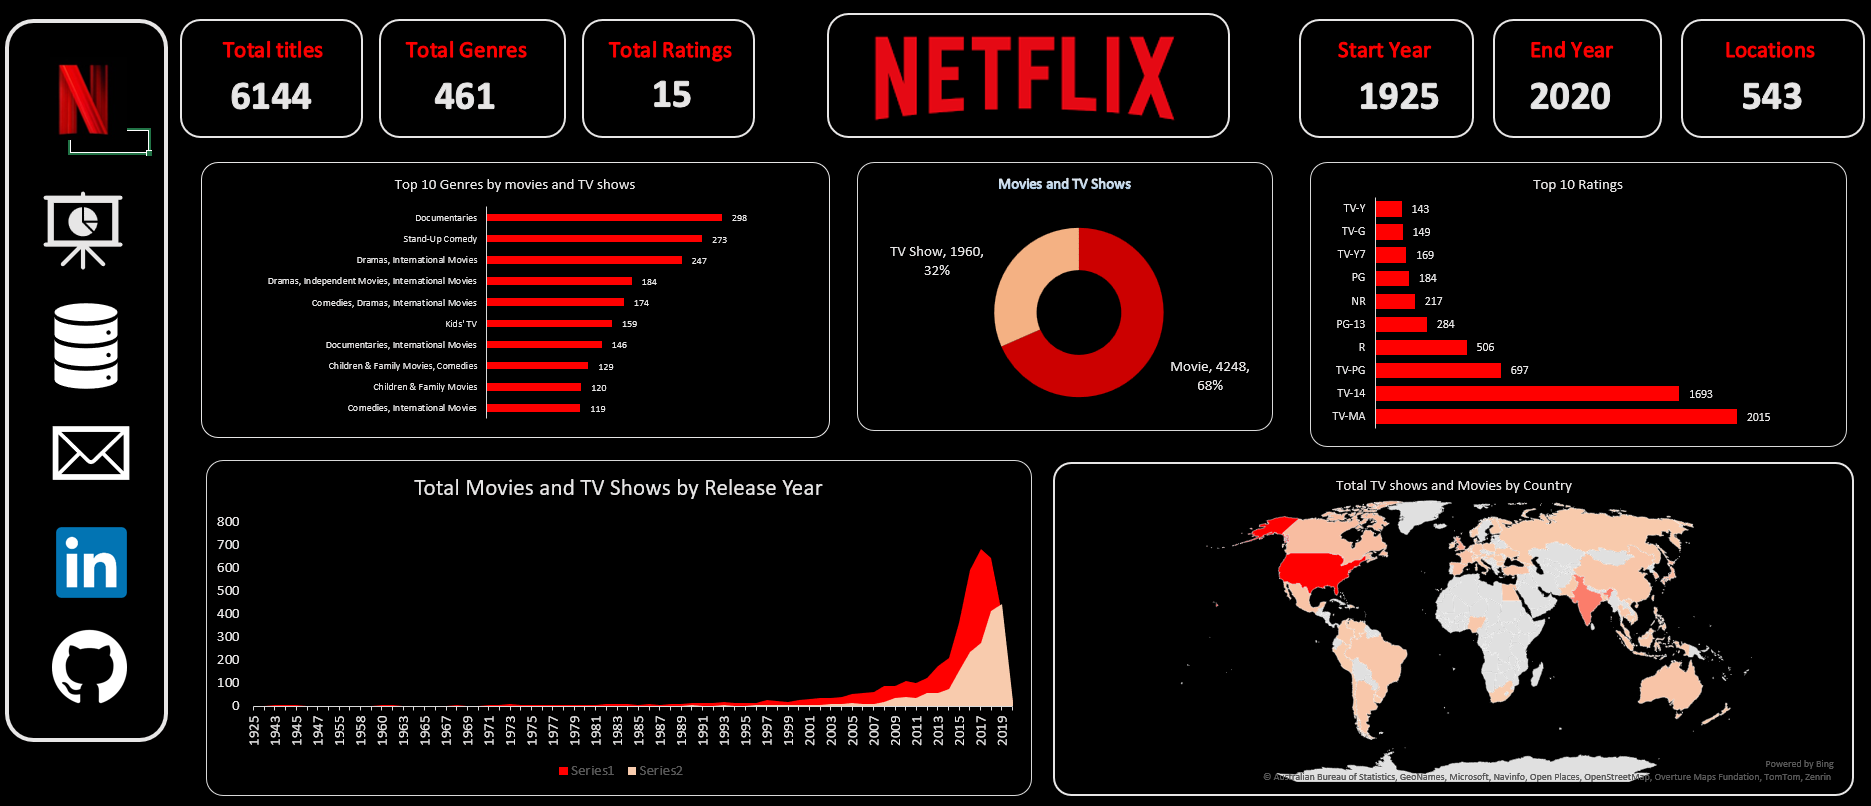 Total titles
6144
Total Genres
461
Total Ratings
15
NETFLIX
Start Year
1925
End Year
2020
Locations
543
N
Top 10 Genres by movies and TV shows
Documentaries 298
Stand-Up Comedy 273
Dramas, International Movies 247
Dramas, Independent Movies, International Movies 184
Comedies, Dramas, International Movies 174
Kids' TV 159
Documentaries, International Movies 146
Children & Family Movies, Comedies 129
Children & Family Movies 120
Comedies, International Movies 119
Movies and TV Shows
TV Show, 1960,
32%
Movie, 4248,
68%
Top 10 Ratings
TV-Y 143
TV-G 149
TV-Y7 169
PG 184
NR 217
PG-13 284
R 506
TV-PG 697
TV-14 1693
TV-MA 2015
in
Total Movies and TV Shows by Release Year
800
700
600
500
400
300
200
100
0
1925 1943 1945 1947 1955 1958 1960 1963 1965 1967 1969 1971 1973 1975 1977 1979 1981 1983 1985 1987 1989 1991 1993 1995 1997 1999 2001 2003 2005 2007 2009 2011 2013 2015 2017 2019
Series1 Series2
Total TV shows and Movies by Country
Powered by Bing
© Australian Bureau of Statistics, GeoNames, Microsoft, Navinfo, Open Places, OpenStreetMap, Overture Maps Fundation, TomTom, Zenrin